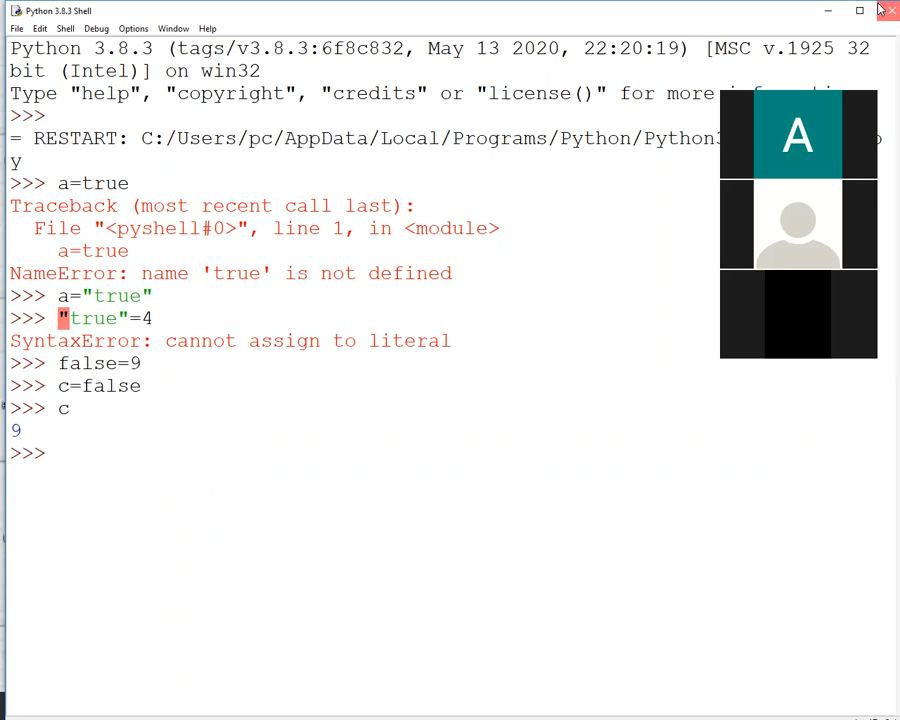 Python 3.8.3 Shell
File Edit Shell Debug Options Window Help
Python 3.8.3 (tags/v3.8.3:6f8c832, May 13 2020, 22:20:19) [MSC v.1925 32
bit (Intel)] on win32
Type "help", "copyright", "credits" or "license()" for more
>>>
= RESTART: C:/Users/pc/AppData/Local/Programs/Python/Python3
y
>>> a=true
Traceback (most recent call last):
File "<pyshell#0>", line 1, in <module>
a=true
NameError: name 'true' is not defined
>>> a="true"
>>> "true"=4
SyntaxError: cannot assign to literal
>>> false=9
>>> c=false
>>> c
9
>>>
A